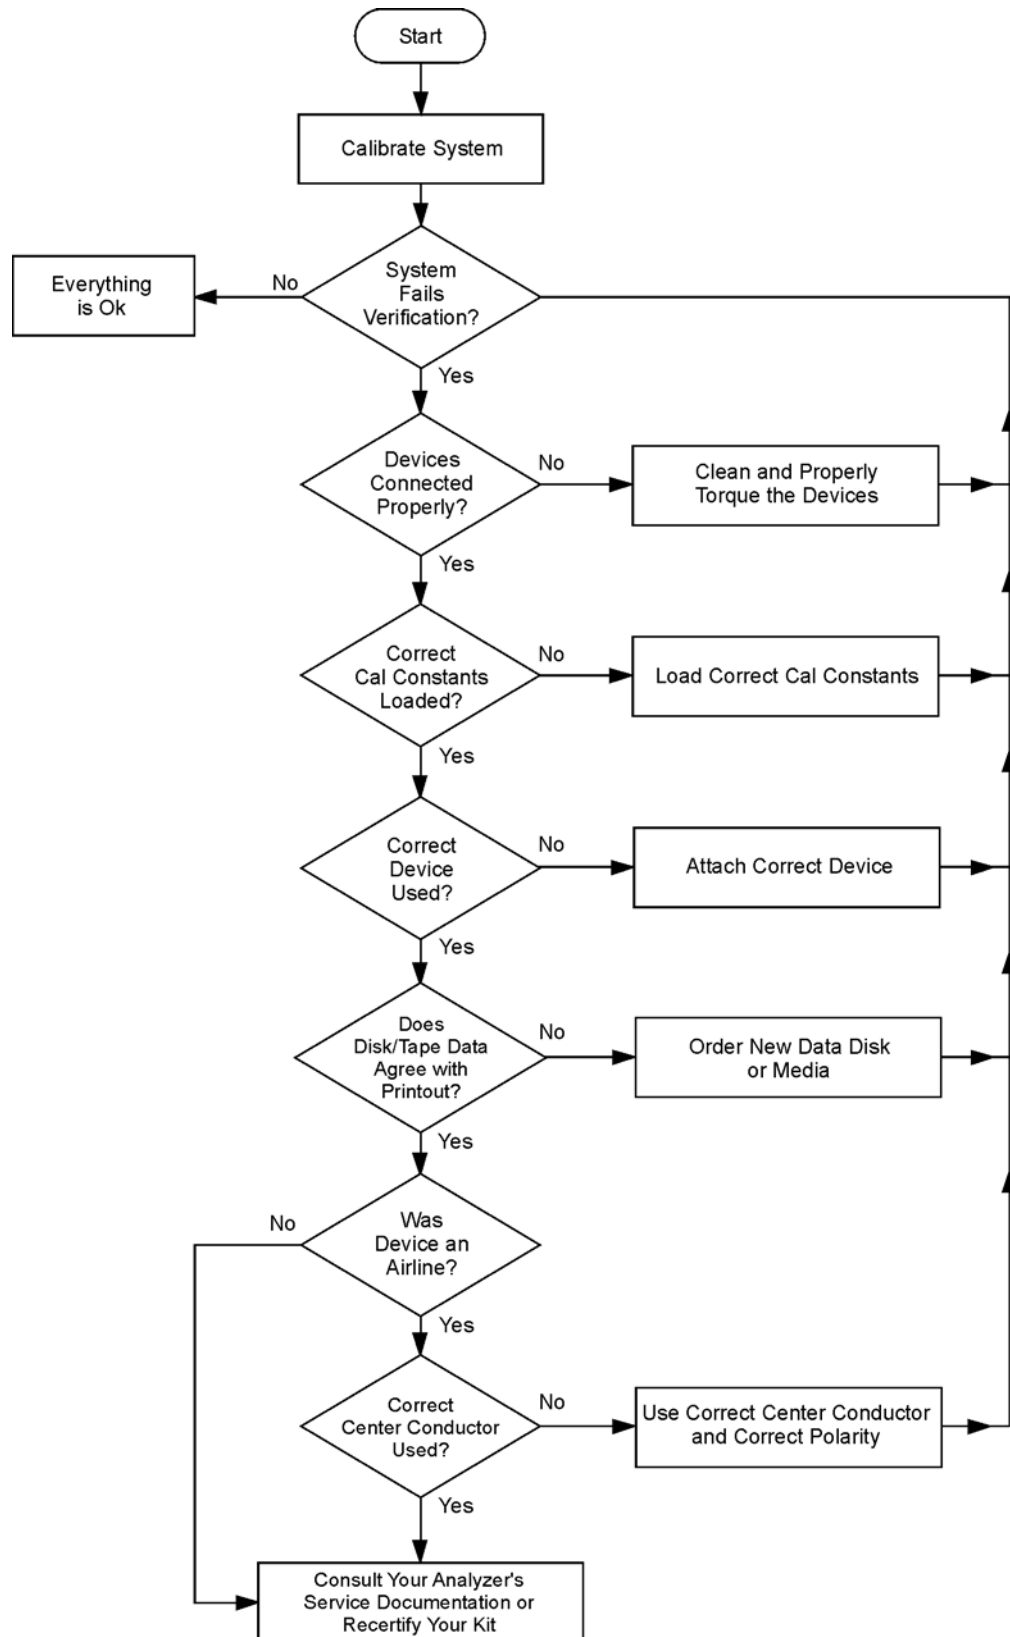 Start
Calibrate System
System
Fails
Verification?
No
Everything
is Ok
Yes
Devices
Connected
Properly?
No
Clean and Properly
Torque the Devices
Yes
Correct
Cal Constants
Loaded?
No
Load Correct Cal Constants
Yes
Correct
Device
Used?
No
Attach Correct Device
Yes
Does
Disk/Tape Data
Agree with
Printout?
No
Order New Data Disk
or Media
Yes
Was
Device an
Airline?
No
Yes
Correct
Center Conductor
Used?
No
Use Correct Center Conductor
and Correct Polarity
Yes
Consult Your Analyzer's
Service Documentation or
Recertify Your Kit